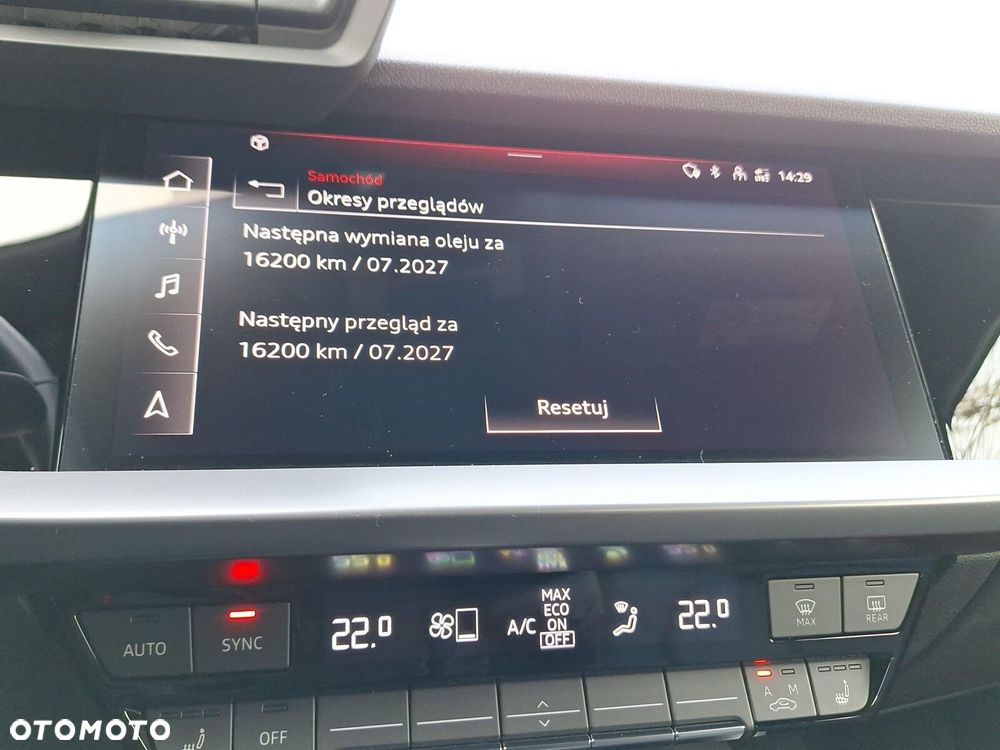 Samochód
Okresy przeglądów
14:29
Następna wymiana oleju za
16200 km / 07.2027
Następny przegląd za
16200 km / 07.2027
Resetuj
AUTO
SYNC
22.0
A/C
MAX
ECO
ON
OFF
22.0
MAX
REAR
OFF
A M
OTOMOTO